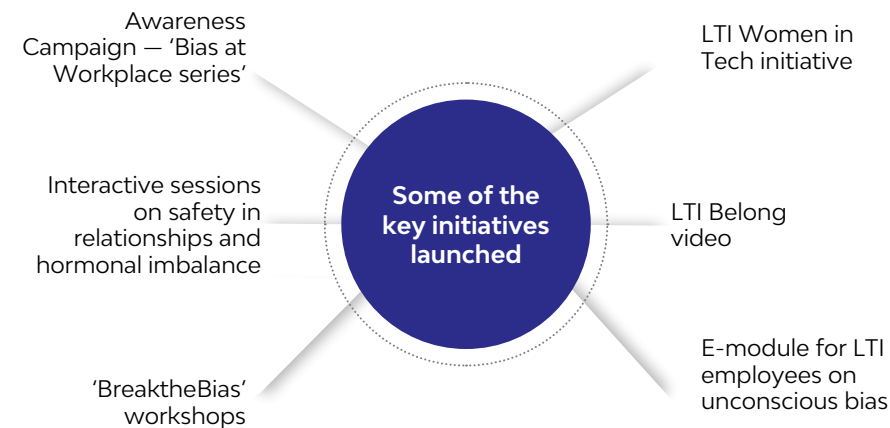 Awareness
Campaign — ‘Bias at
Workplace series’
Interactive sessions
on safety in
relationships and
hormonal imbalance
‘BreaktheBias’
workshops
Some of the
key initiatives
launched
LTI Women in
Tech initiative
LTI Belong
video
E-module for LTI
employees on
unconscious bias